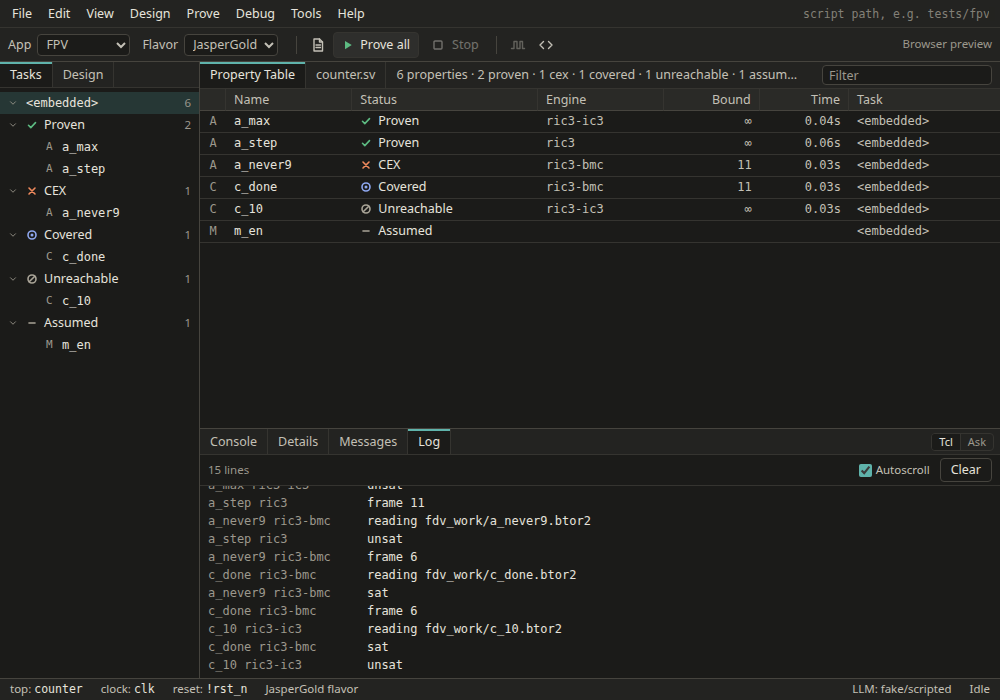 File Edit View Design Prove Debug Tools Help script path, e.g. tests/fpv
App FPV Flavor JasperGold Prove all Stop Browser preview
Tasks Design Property Table counter.sv 6 properties · 2 proven · 1 cex · 1 covered · 1 unreachable · 1 assum... Filter
<embedded> 6
Proven 2
A a_max
A a_step
CEX 1
A a_never9
Covered 1
C c_done
Unreachable 1
C c_10
Assumed 1
M m_en
Name Status Engine Bound Time Task
A a_max Proven ric3-ic3 ∞ 0.04s <embedded>
A a_step Proven ric3 ∞ 0.06s <embedded>
A a_never9 CEX ric3-bmc 11 0.03s <embedded>
C c_done Covered ric3-bmc 11 0.03s <embedded>
C c_10 Unreachable ric3-ic3 ∞ 0.03s <embedded>
M m_en Assumed <embedded>
Console Details Messages Log Tcl Ask
15 lines Autoscroll Clear
a_max ric3-ic3 unsat
a_step ric3 frame 11
a_never9 ric3-bmc reading fdv_work/a_never9.btor2
a_step ric3 unsat
a_never9 ric3-bmc frame 6
c_done ric3-bmc reading fdv_work/c_done.btor2
a_never9 ric3-bmc sat
c_done ric3-bmc frame 6
c_10 ric3-ic3 reading fdv_work/c_10.btor2
c_done ric3-bmc sat
c_10 ric3-ic3 unsat
top: counter clock: clk reset: !rst_n JasperGold flavor LLM: fake/scripted Idle